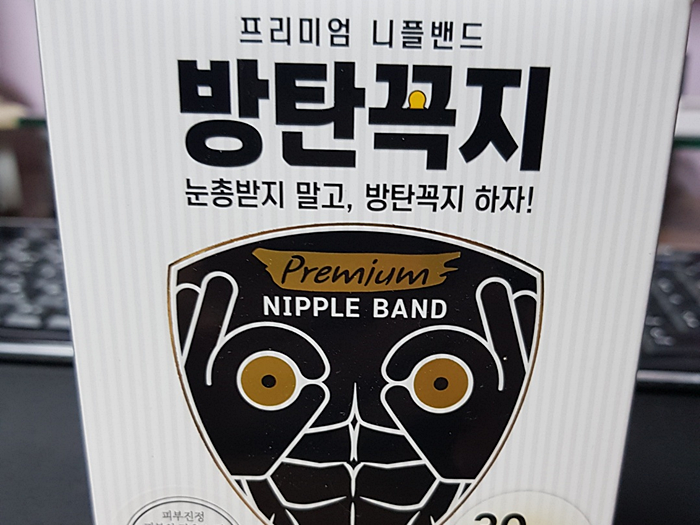 프리미엄 니플밴드
방탄꼭지
눈총받지 말고, 방탄꼭지 하자!
Premium
NIPPLE BAND
피부진정